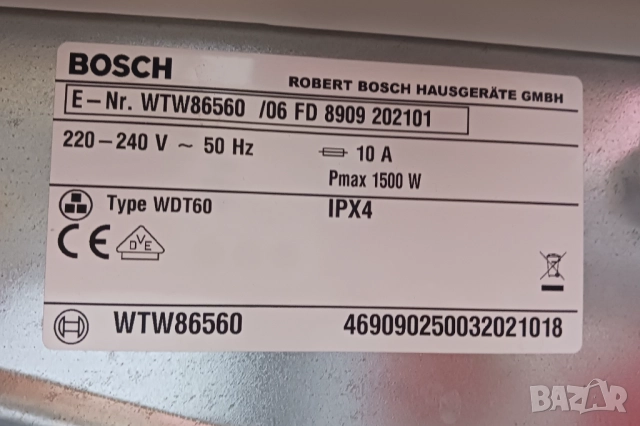 BOSCH
ROBERT BOSCH HAUSGERÄTE GMBH
E-Nr. WTW86560 /06 FD 8909 202101
220-240 V ~ 50 Hz
10 A
Pmax 1500 W
Type WDT60
IPX4
CE
DVE
WTW86560
469090250032021018
BAZAR